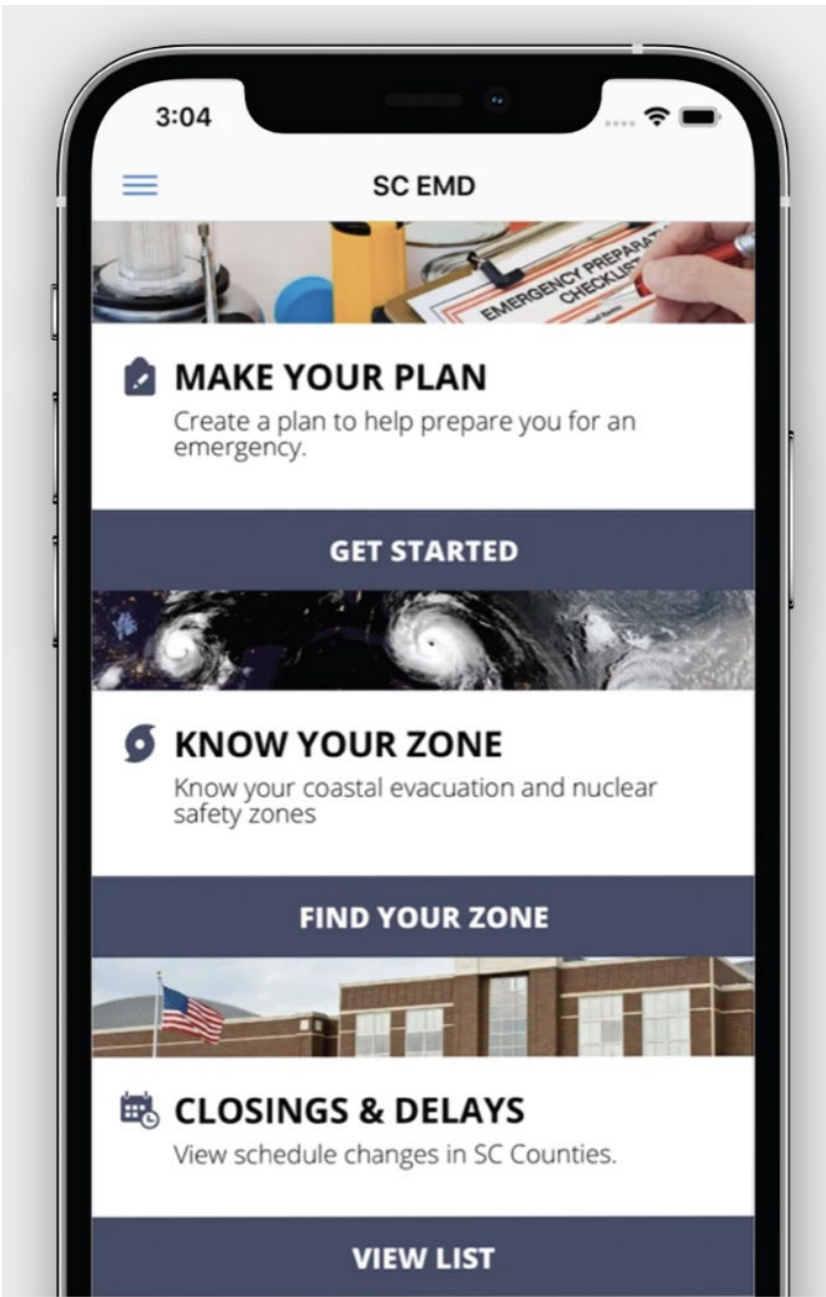 3:04
SC EMD
EMERGENCY PREPARATION
CHECKLIST
MAKE YOUR PLAN
Create a plan to help prepare you for an
emergency.
GET STARTED
KNOW YOUR ZONE
Know your coastal evacuation and nuclear
safety zones
FIND YOUR ZONE
CLOSINGS & DELAYS
View schedule changes in SC Counties.
VIEW LIST